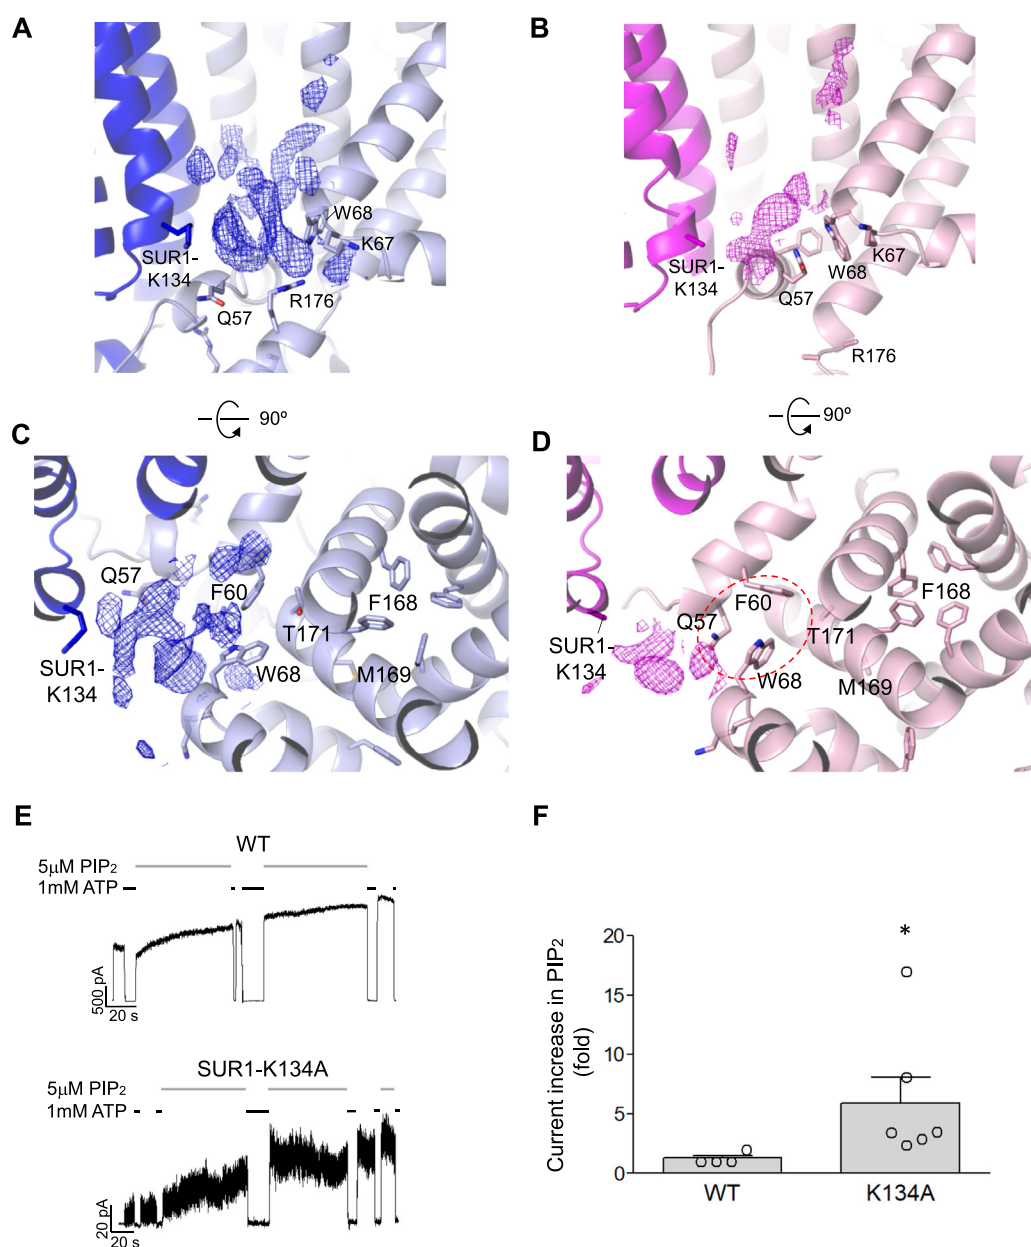 A
W68
K67
SUR1-
K134
R176
Q57
90º
B
SUR1-
K134
K67
W68
Q57
R176
90º
C
Q57
F60
F168
T171
SUR1-
K134
W68
M169
D
F60
F168
Q57
T171
SUR1-
K134
W68
M169
E
WT
5µM PIP2
1mM ATP
500 pA
20 s
SUR1-K134A
5µM PIP2
1mM ATP
20 pA
20 s
F
Current increase in PIP2
(fold)
20
15
10
5
0
*
WT
K134A